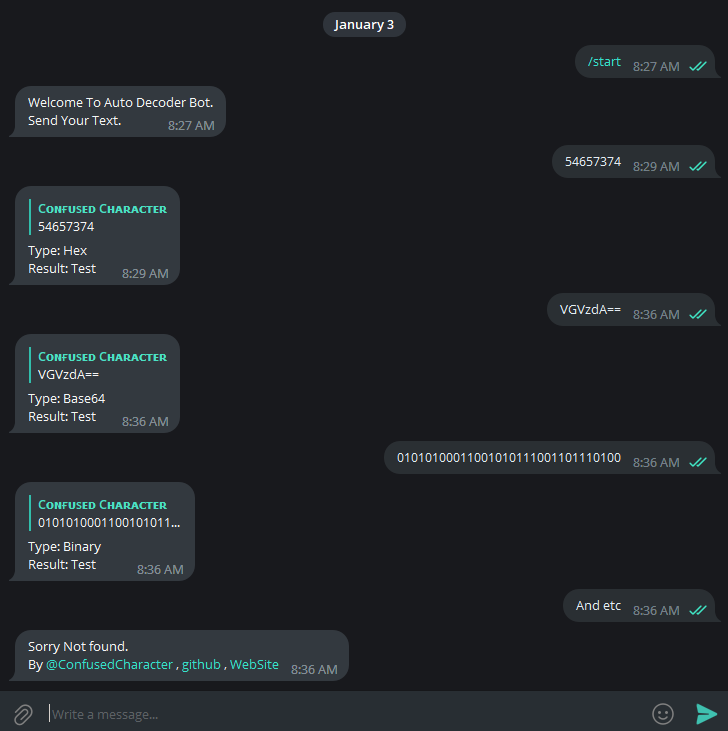 January 3
/start 8:27 AM
Welcome To Auto Decoder Bot.
Send Your Text. 8:27 AM
54657374 8:29 AM
Confused Character
54657374
Type: Hex
Result: Test 8:29 AM
VGVzdA== 8:36 AM
Confused Character
VGVzdA==
Type: Base64
Result: Test 8:36 AM
01010100011001010111001101110100 8:36 AM
Confused Character
0101010001100101011...
Type: Binary
Result: Test 8:36 AM
And etc 8:36 AM
Sorry Not found.
By @ConfusedCharacter , github , WebSite 8:36 AM
Write a message...